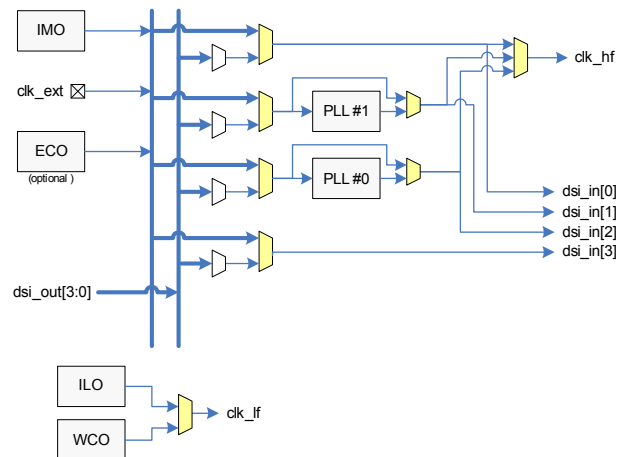 IMO
clk_hf
clk_ext
PLL #1
ECO
(optional )
PLL #0
dsi_in[0]
dsi_in[1]
dsi_in[2]
dsi_in[3]
dsi_out[3:0]
ILO
clk_lf
WCO